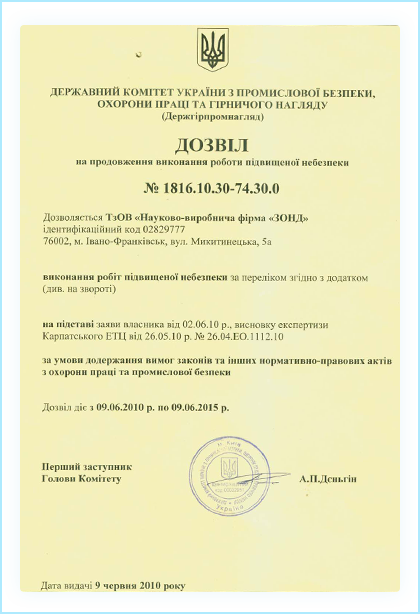 ДЕРЖАВНИЙ КОМІТЕТ УКРАЇНИ З ПРОМИСЛОВОЇ БЕЗПЕКИ,
ОХОРОНИ ПРАЦІ ТА ГІРНИЧОГО НАГЛЯДУ
(Держгірпромнагляд)
ДОЗВІЛ
на продовження виконання роботи підвищеної небезпеки
№ 1816.10.30-74.30.0
Дозволяється ТзОВ «Науково-виробнича фірма «ЗОНД»
ідентифікаційний код 02829777
76002, м. Івано-Франківськ, вул. Микитинецька, 5а
виконання робіт підвищеної небезпеки за переліком згідно з додатком
(див. на звороті)
на підставі заяви власника від 02.06.10 р., висновку експертизи
Карпатського ЕТЦ від 26.05.10 р. № 26.04.ЕО.1112.10
за умови додержання вимог законів та інших нормативно-правових актів
з охорони праці та промислової безпеки
Дозвіл діє з 09.06.2010 р. по 09.06.2015 р.
м. Київ
Україна
Перший заступник
Голови Комітету
А.П.Дєньгін
Дата видачі 9 червня 2010 року